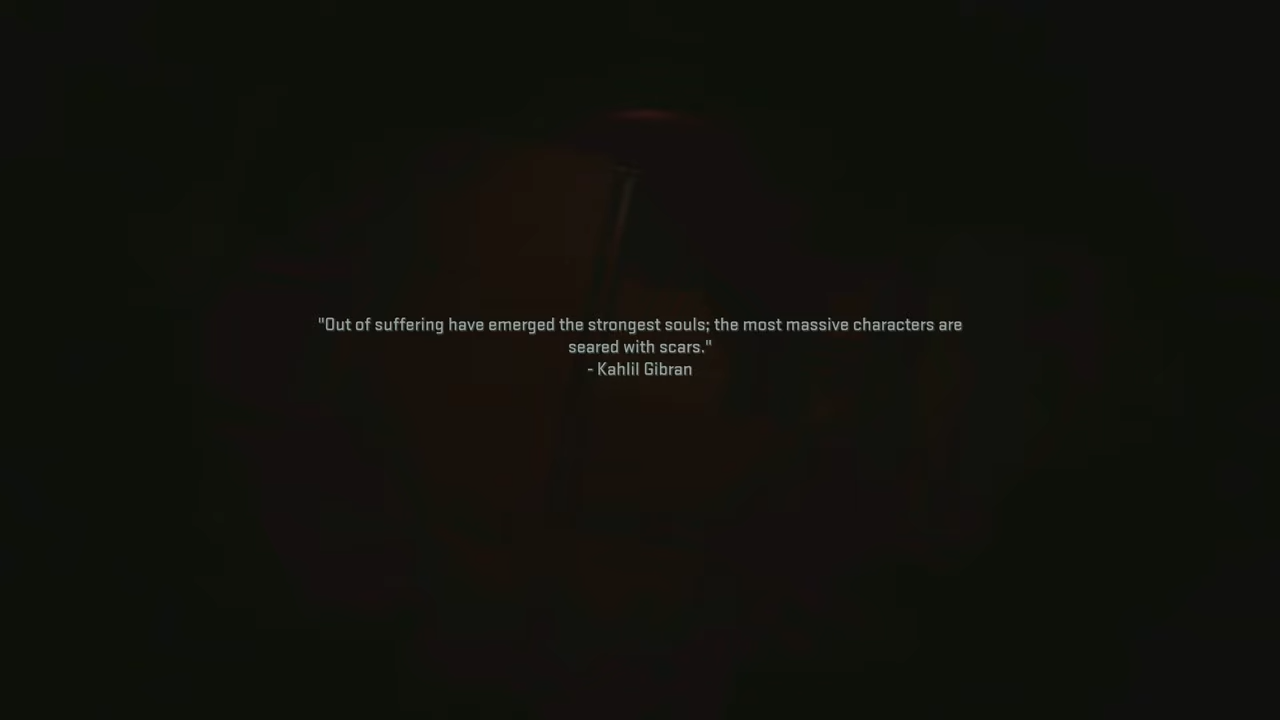 "Out of suffering have emerged the strongest souls; the most massive characters are
seared with scars."
- Kahlil Gibran